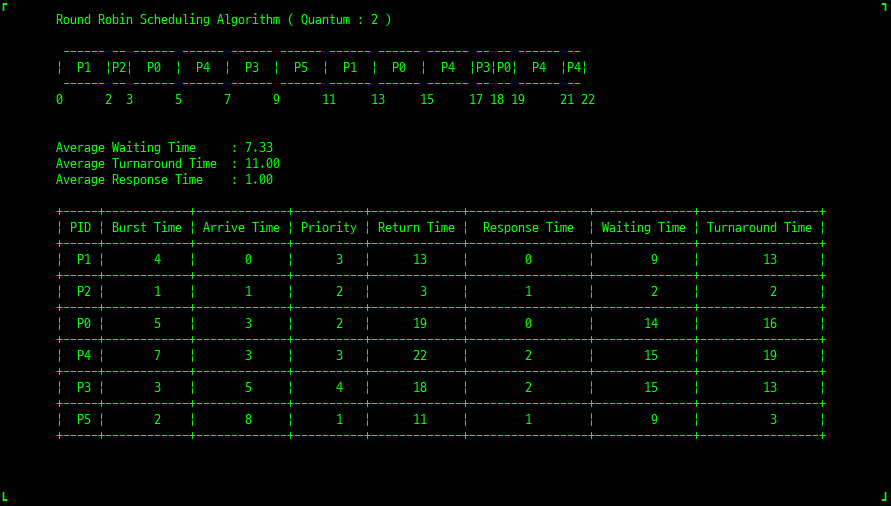 Round Robin Scheduling Algorithm ( Quantum : 2 )
 ------ -- ------ ------ ------ ------ ------ ------ ------ -- -- ------ --
¦  P1  ¦P2¦  P0  ¦  P4  ¦  P3  ¦  P5  ¦  P1  ¦  P0  ¦  P4  ¦P3¦P0¦  P4  ¦P4¦
 ------ -- ------ ------ ------ ------ ------ ------ ------ -- -- ------ --
0      2  3      5      7      9      11     13     15     17 18 19     21 22
Average Waiting Time     : 7.33
Average Turnaround Time  : 11.00
Average Response Time    : 1.00
+-----+------------+-------------+----------+-------------+-----------------+--------------+-----------------+
¦ PID ¦ Burst Time ¦ Arrive Time ¦ Priority ¦ Return Time ¦  Response Time  ¦ Waiting Time ¦ Turnaround Time ¦
+-----+------------+-------------+----------+-------------+-----------------+--------------+-----------------+
¦  P1 ¦       4    ¦       0     ¦      3   ¦      13     ¦        0        ¦        9     ¦         13      ¦
+-----+------------+-------------+----------+-------------+-----------------+--------------+-----------------+
¦  P2 ¦       1    ¦       1     ¦      2   ¦       3     ¦        1        ¦        2     ¦          2      ¦
+-----+------------+-------------+----------+-------------+-----------------+--------------+-----------------+
¦  P0 ¦       5    ¦       3     ¦      2   ¦      19     ¦        0        ¦       14     ¦         16      ¦
+-----+------------+-------------+----------+-------------+-----------------+--------------+-----------------+
¦  P4 ¦       7    ¦       3     ¦      3   ¦      22     ¦        2        ¦       15     ¦         19      ¦
+-----+------------+-------------+----------+-------------+-----------------+--------------+-----------------+
¦  P3 ¦       3    ¦       5     ¦      4   ¦      18     ¦        2        ¦       15     ¦         13      ¦
+-----+------------+-------------+----------+-------------+-----------------+--------------+-----------------+
¦  P5 ¦       2    ¦       8     ¦      1   ¦      11     ¦        1        ¦        9     ¦          3      ¦
+-----+------------+-------------+----------+-------------+-----------------+--------------+-----------------+